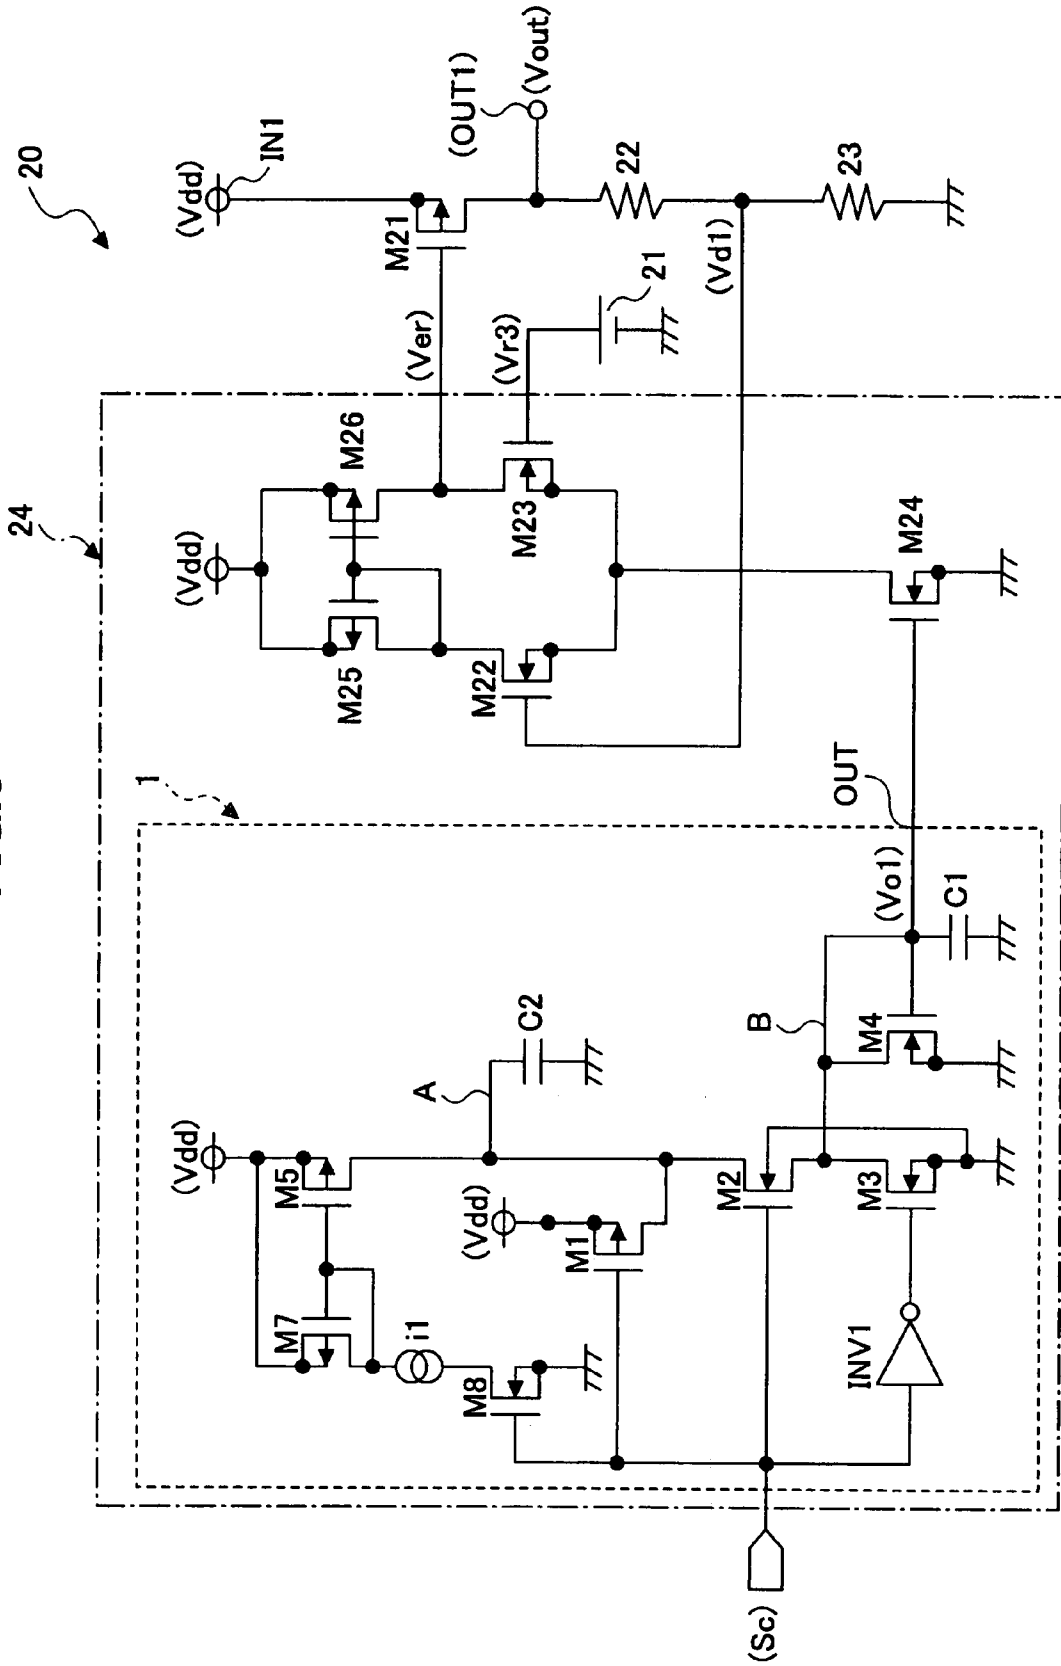 20
24
1
(Vdd)
IN1
(Vdd)
(Vdd)
(Vdd)
M21
(OUT1)
(Vout)
22
23
(Vd1)
21
(Ver)
(Vr3)
M26
M25
M23
M22
M24
OUT
(Vo1)
C1
B
M4
C2
A
M5
M7
i1
M8
M1
M2
M3
INV1
(Sc)